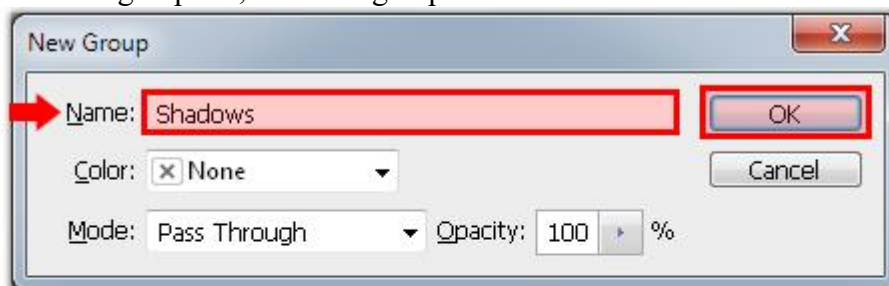 New Group
Name: Shadows
OK
Color: None
Cancel
Mode: Pass Through Opacity: 100 %